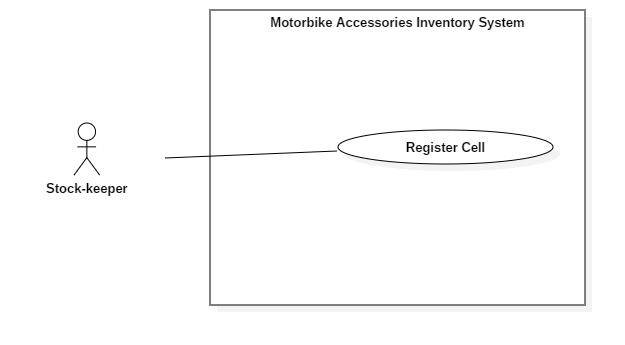 Motorbike Accessories Inventory System
Register Cell
Stock-keeper